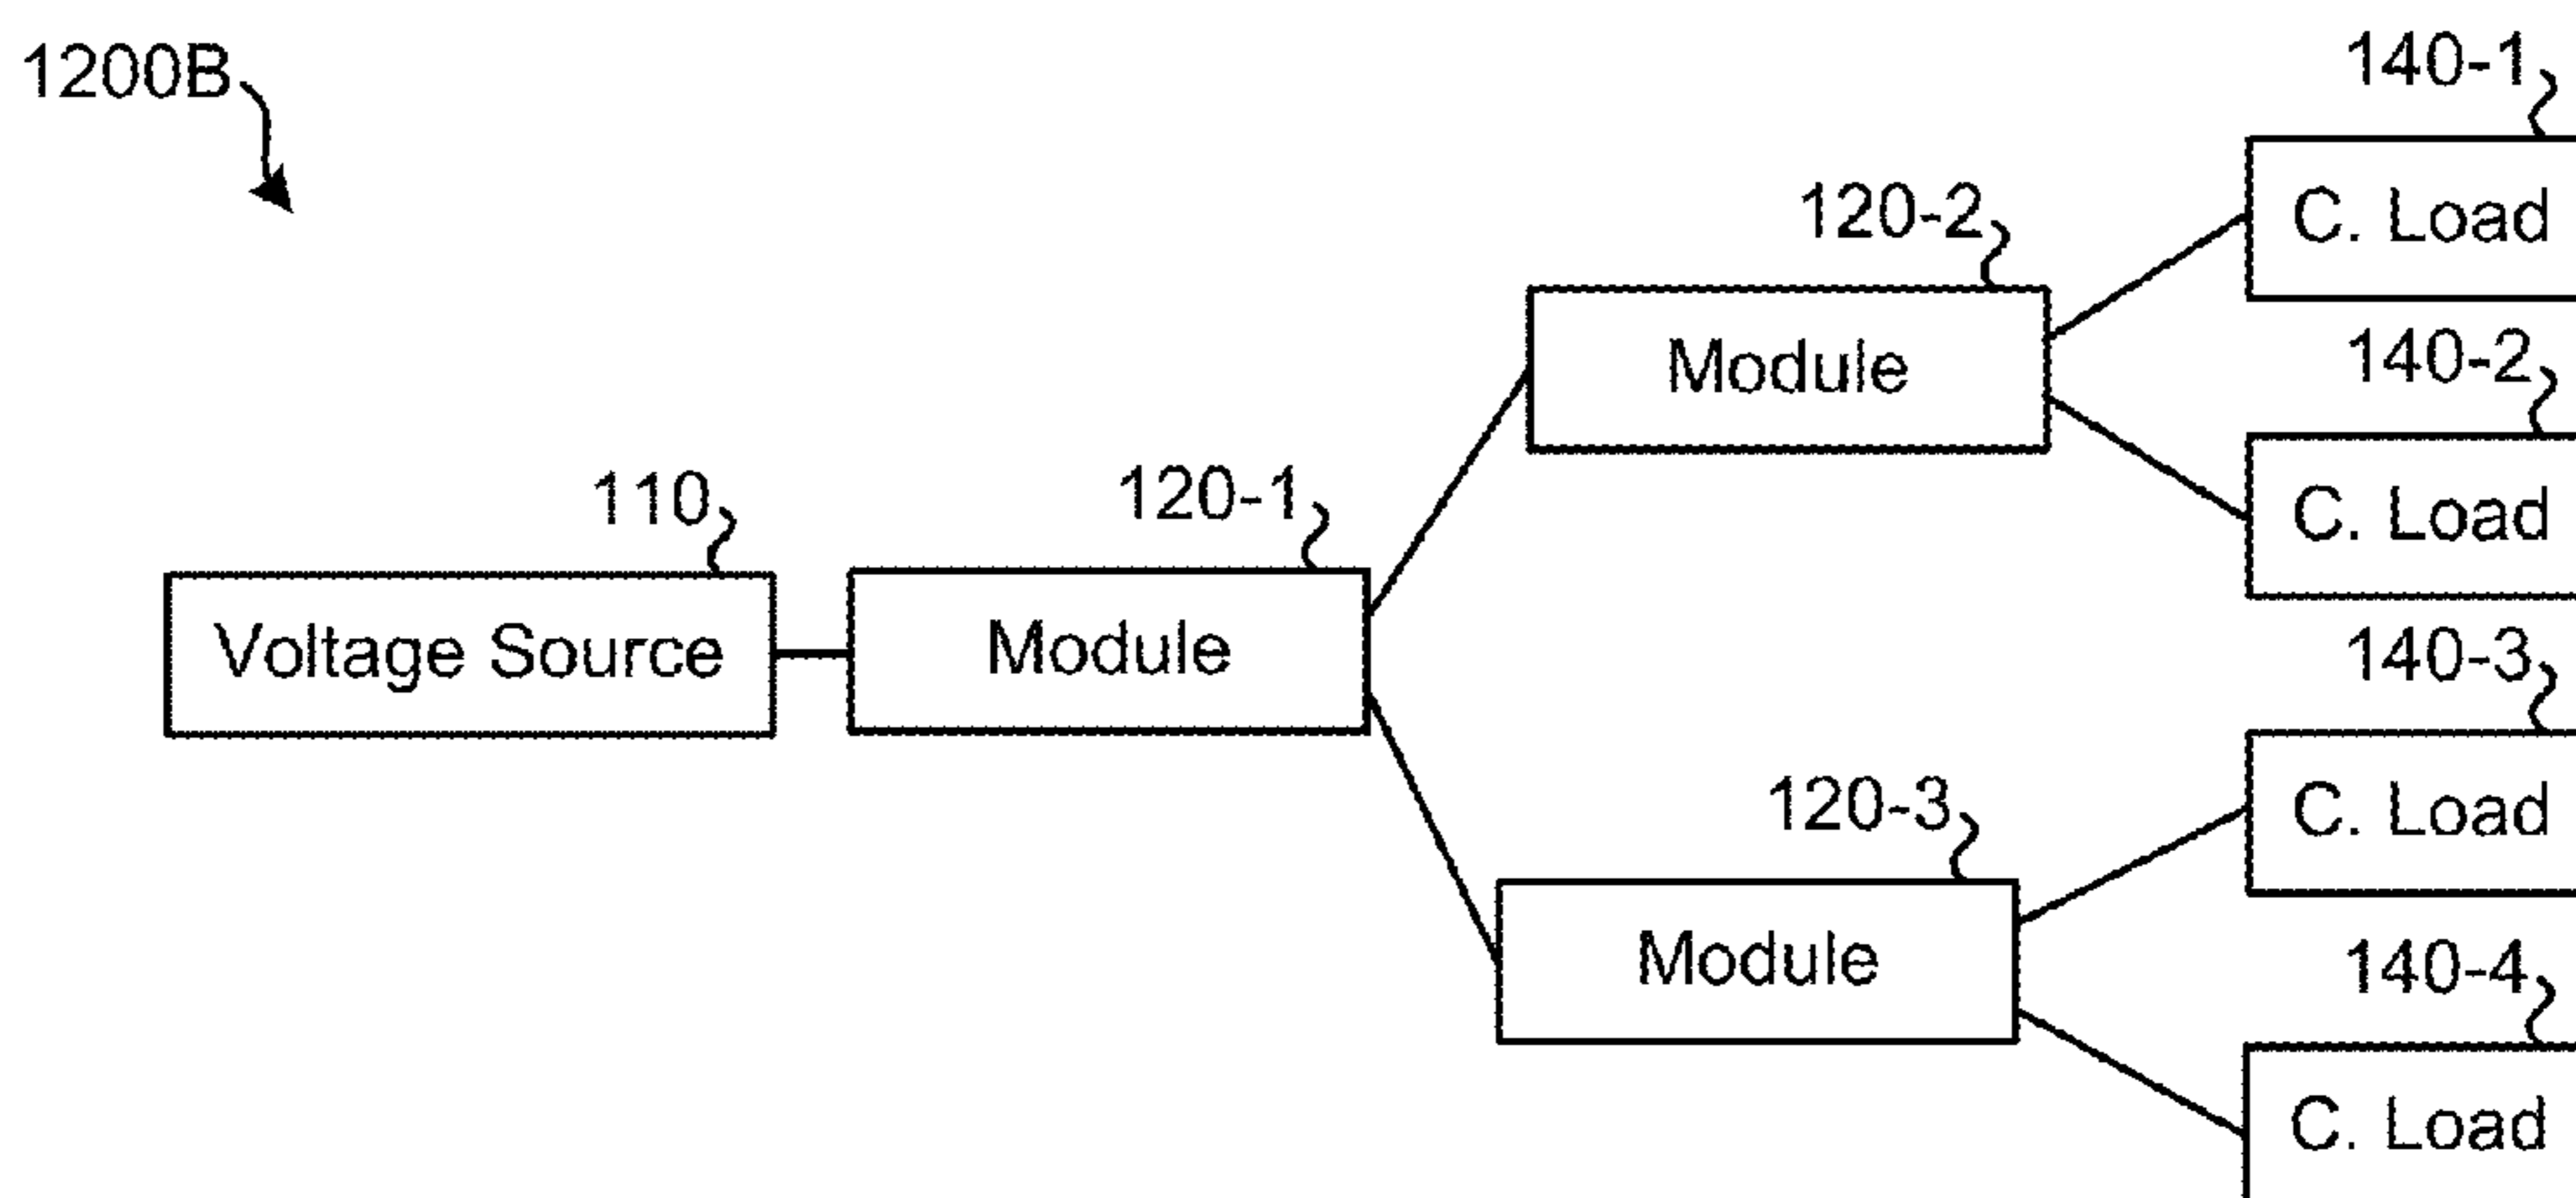 1200B
140-1
C. Load
120-2
Module
140-2
C. Load
110
Voltage Source
120-1
Module
140-3
C. Load
120-3
Module
140-4
C. Load